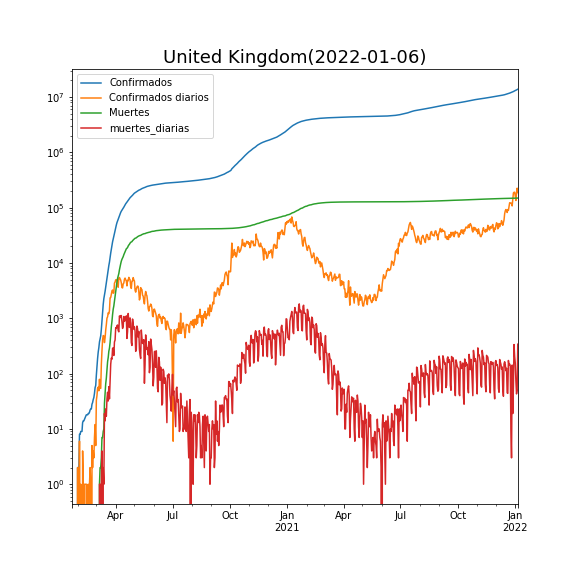 United Kingdom(2022-01-06)
Confirmados
Confirmados diarios
Muertes
muertes_diarias
10^7
10^6
10^5
10^4
10^3
10^2
10^1
10^0
Apr Jul Oct Jan Apr Jul Oct Jan
2021 2022